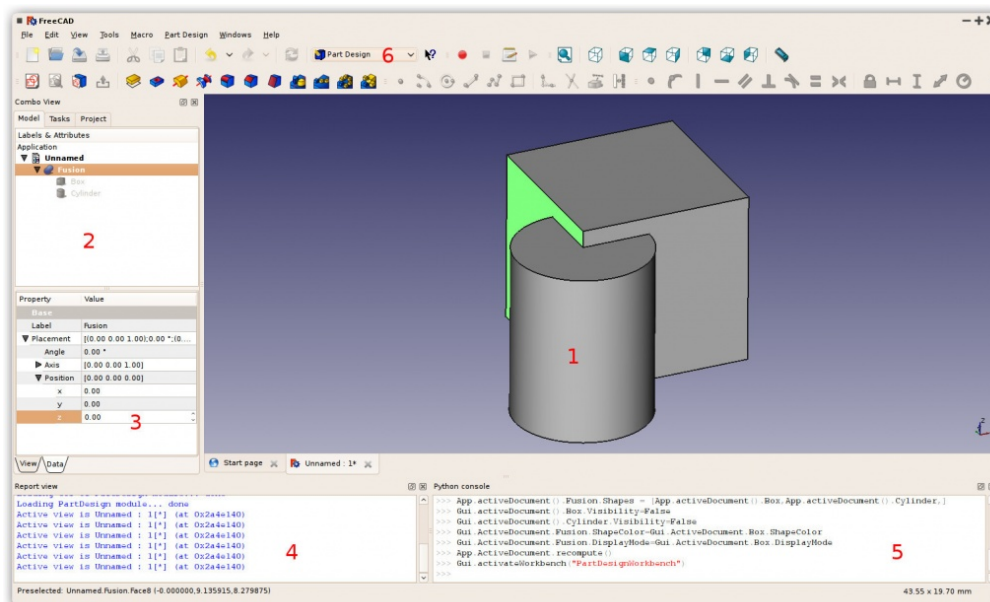 FreeCAD
File Edit View Tools Macro Part Design Windows Help
Part Design 6
Combo View
Model Tasks Project
Labels & Attributes
Application
Unnamed
Fusion
Box
Cylinder
2
1
Property Value
Base
Label Fusion
Placement [(0.00 0.00 1.00);0.00 °;(0....
Angle 0.00 °
Axis [0.00 0.00 1.00]
Position [0.00 0.00 0.00]
x 0.00
y 0.00
z 0.00
3
View Data
z
Start page Unnamed : 1*
Report view
Loading PartDesign module... done
Active view is Unnamed : 1[*] (at 0x2a4e140)
Active view is Unnamed : 1[*] (at 0x2a4e140)
Active view is Unnamed : 1[*] (at 0x2a4e140)
Active view is Unnamed : 1[*] (at 0x2a4e140)
Active view is Unnamed : 1[*] (at 0x2a4e140)
Active view is Unnamed : 1[*] (at 0x2a4e140)
4
Python console
>>> App.activeDocument().Fusion.Shapes = [App.activeDocument().Box,App.activeDocument().Cylinder,]
>>> Gui.activeDocument().Box.Visibility=False
>>> Gui.activeDocument().Cylinder.Visibility=False
>>> Gui.ActiveDocument.Fusion.ShapeColor=Gui.ActiveDocument.Box.ShapeColor
>>> Gui.ActiveDocument.Fusion.DisplayMode=Gui.ActiveDocument.Box.DisplayMode
>>> App.ActiveDocument.recompute()
>>> Gui.activateWorkbench("PartDesignWorkbench")
>>>
5
Preselected: Unnamed.Fusion.Face8 (-0.000000,9.135915,8.279875) 43.55 x 19.70 mm